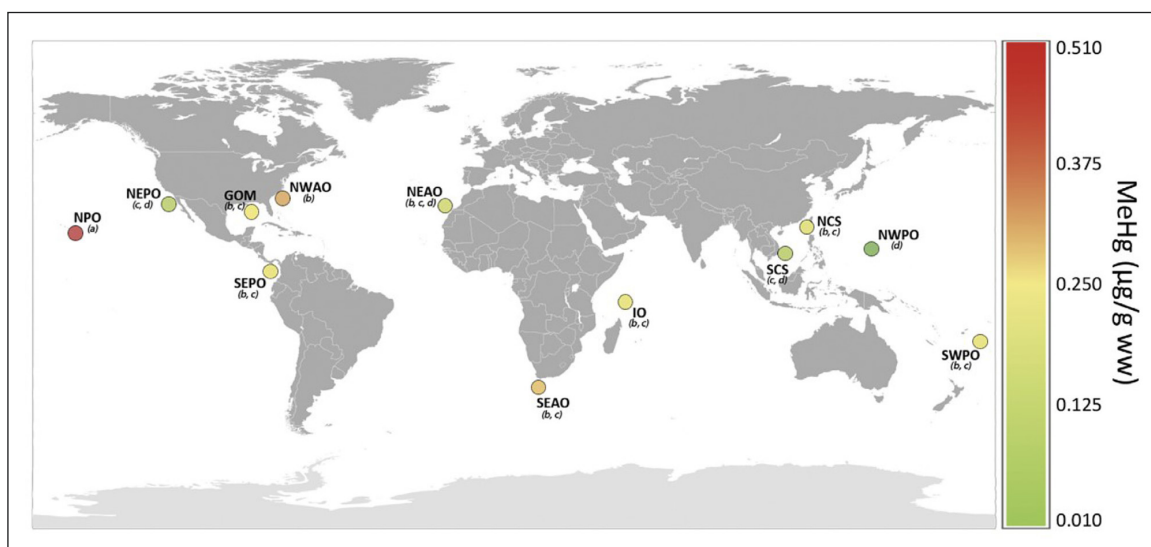 NPO
(a)
NEPO
(c, d)
GOM
(b, c)
NWAO
(b)
SEPO
(b, c)
NEAO
(b, c, d)
SEAO
(b, c)
IO
(b, c)
NCS
(b, c)
SCS
(c, d)
NWPO
(d)
SWPO
(b, c)
0.510
0.375
0.250
0.125
0.010
MeHg (µg/g ww)